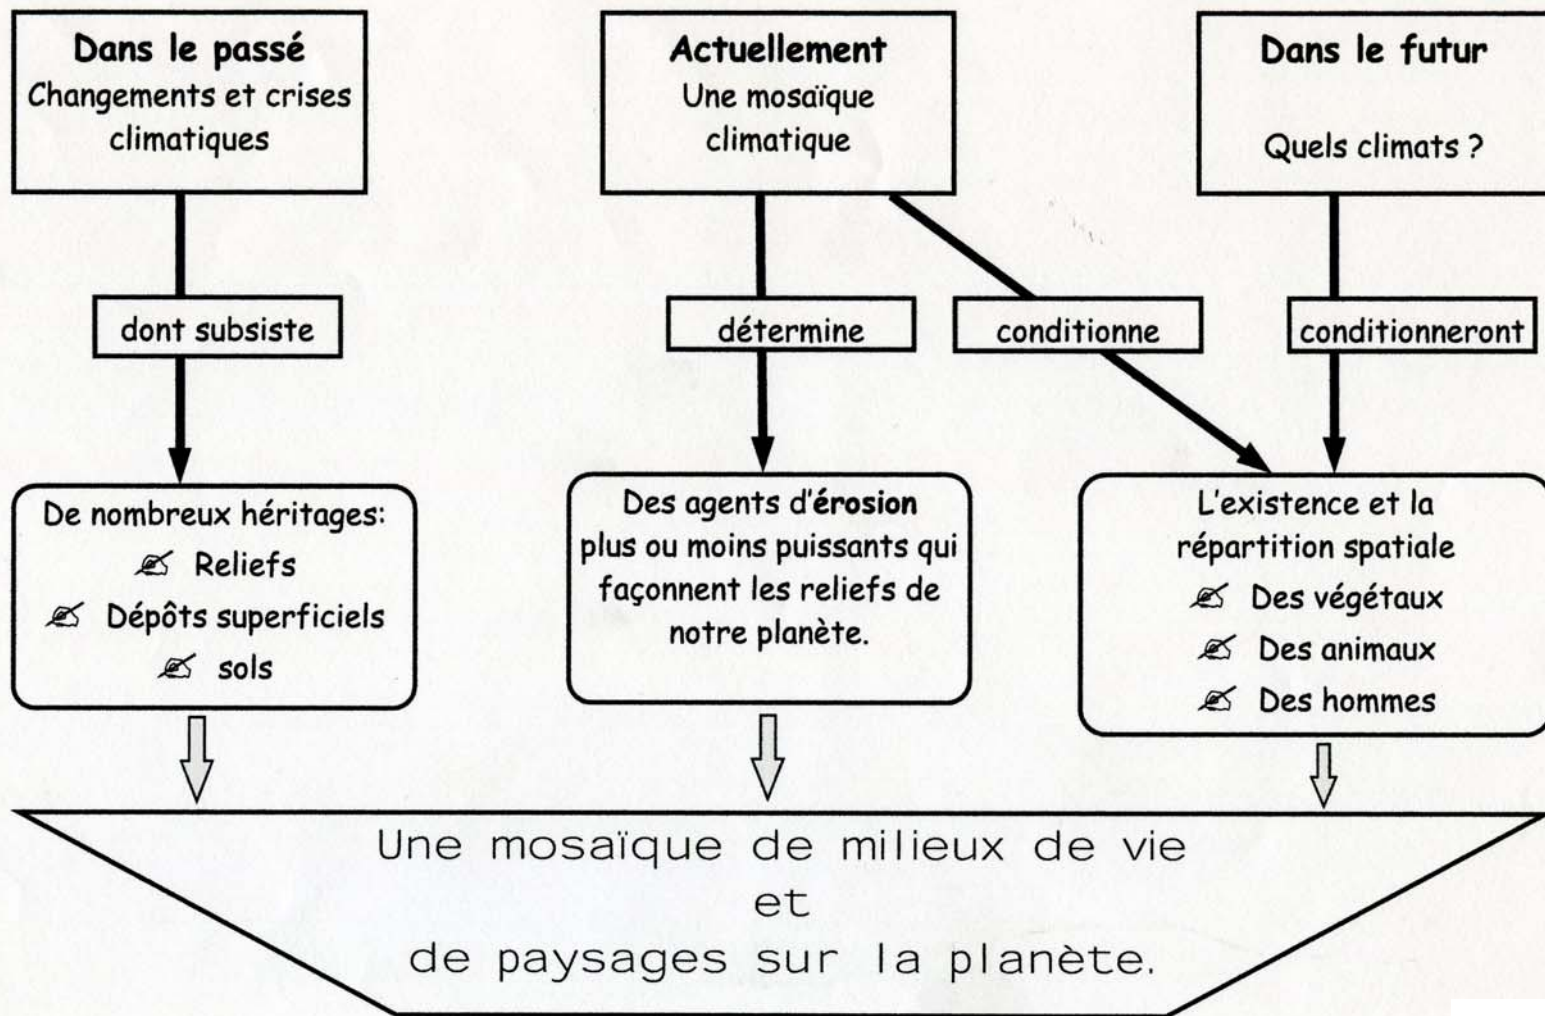 Dans le passé
Changements et crises
climatiques
Actuellement
Une mosaïque
climatique
Dans le futur
Quels climats ?
dont subsiste
détermine
conditionne
conditionneront
De nombreux héritages:
Reliefs
Dépôts superficiels
sols
Des agents d'érosion
plus ou moins puissants qui
façonnent les reliefs de
notre planète.
L'existence et la
répartition spatiale
Des végétaux
Des animaux
Des hommes
Une mosaïque de milieux de vie
et
de paysages sur la planète.